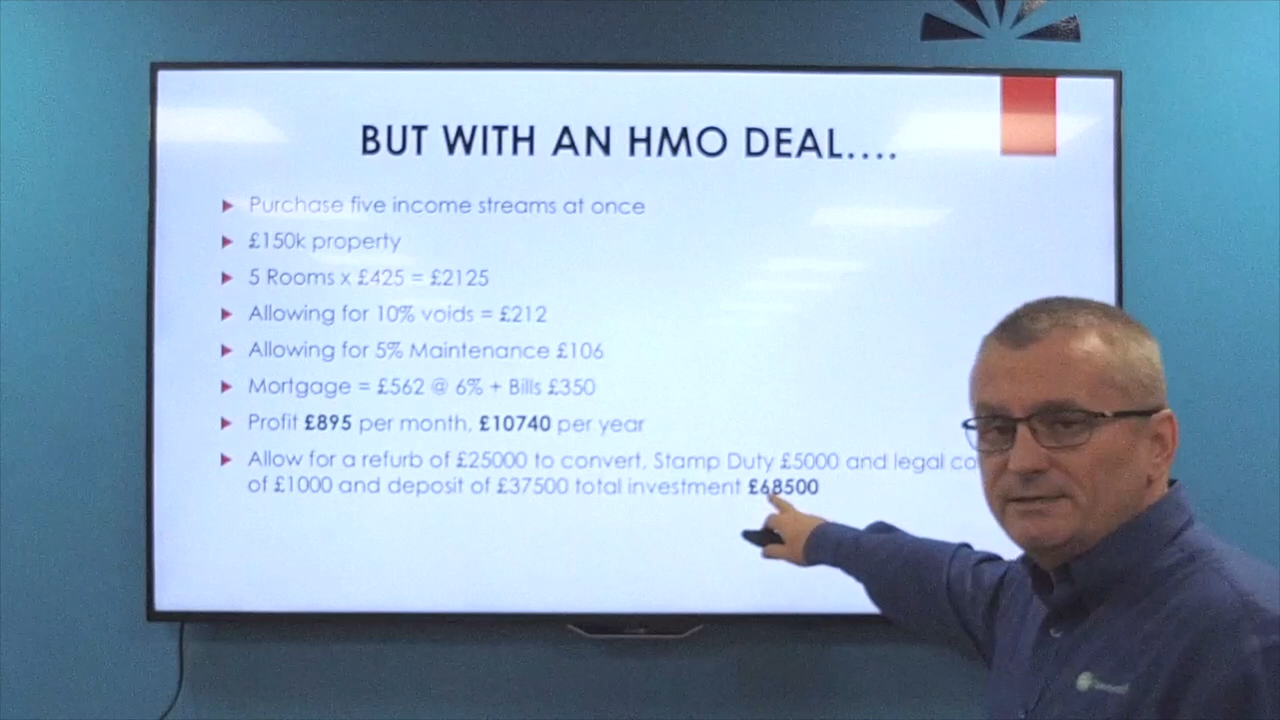 BUT WITH AN HMO DEAL....
Purchase five income streams at once
£150k property
5 Rooms x £425 = £2125
Allowing for 10% voids = £212
Allowing for 5% Maintenance £106
Mortgage = £562 @ 6% + Bills £350
Profit £895 per month, £10740 per year
Allow for a refurb of £25000 to convert, Stamp Duty £5000 and legal co
of £1000 and deposit of £37500 total investment £68500